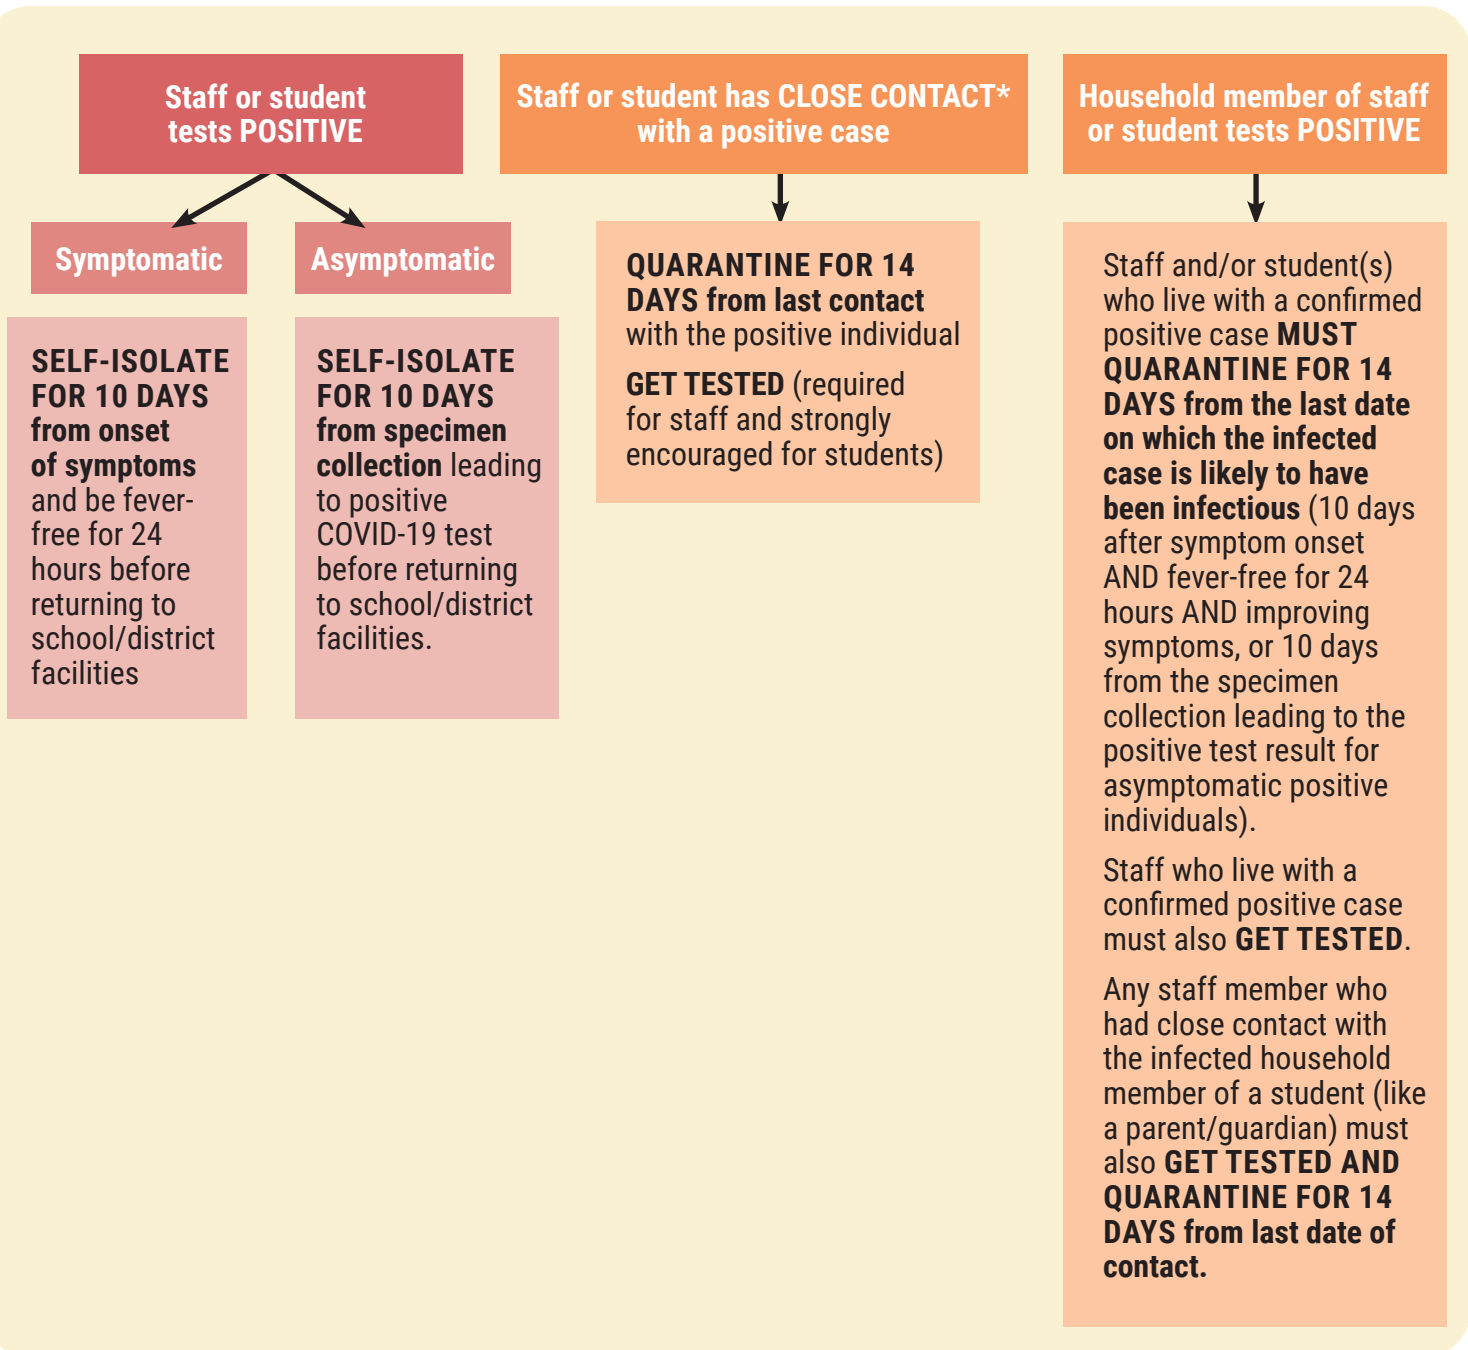 Staff or student
tests POSITIVE
Symptomatic
SELF-ISOLATE
FOR 10 DAYS
from onset
of symptoms
and be fever-
free for 24
hours before
returning to
school/district
facilities
Asymptomatic
SELF-ISOLATE
FOR 10 DAYS
from specimen
collection leading
to positive
COVID-19 test
before returning
to school/district
facilities.
Staff or student has CLOSE CONTACT*
with a positive case
QUARANTINE FOR 14
DAYS from last contact
with the positive individual
GET TESTED (required
for staff and strongly
encouraged for students)
Household member of staff
or student tests POSITIVE
Staff and/or student(s)
who live with a confirmed
positive case MUST
QUARANTINE FOR 14
DAYS from the last date
on which the infected
case is likely to have
been infectious (10 days
after symptom onset
AND fever-free for 24
hours AND improving
symptoms, or 10 days
from the specimen
collection leading to the
positive test result for
asymptomatic positive
individuals).
Staff who live with a
confirmed positive case
must also GET TESTED.
Any staff member who
had close contact with
the infected household
member of a student (like
a parent/guardian) must
also GET TESTED AND
QUARANTINE FOR 14
DAYS from last date of
contact.